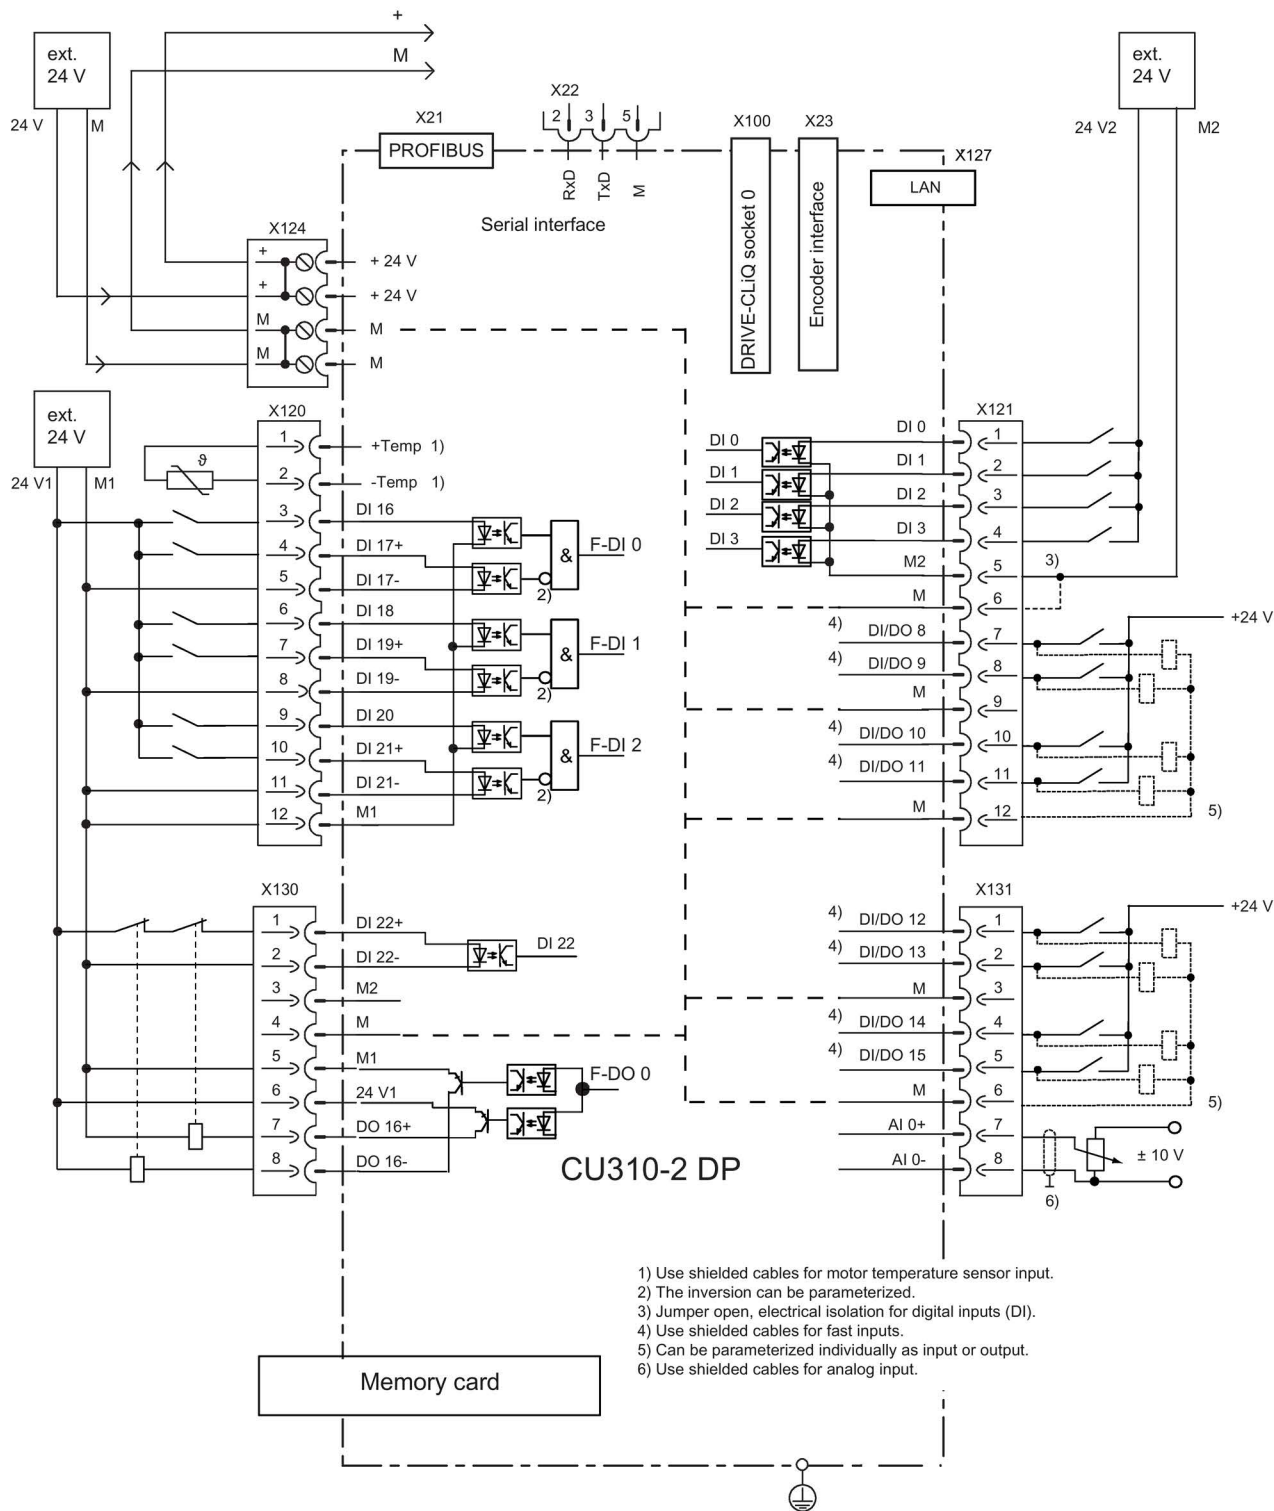 +
M
ext.
24 V
24 V
M
ext.
24 V
24 V2
M2
X22
2 3 5
RxD
TxD
M
Serial interface
X21
PROFIBUS
X100
DRIVE-CLiQ socket 0
X23
Encoder interface
X127
LAN
X124
+
+ 24 V
+
+ 24 V
M
M
M
M
ext.
24 V
24 V1
M1
X120
1
+Temp 1)
ϑ
2
-Temp 1)
3
DI 16
4
DI 17+
5
DI 17-
6
DI 18
7
DI 19+
8
DI 19-
9
DI 20
10
DI 21+
11
DI 21-
12
M1
&
F-DI 0
2)
&
F-DI 1
2)
&
F-DI 2
2)
DI 0
DI 1
DI 2
DI 3
X121
DI 0
1
DI 1
2
DI 2
3
DI 3
4
M2
5
3)
M
6
+24 V
4)
DI/DO 8
7
4)
DI/DO 9
8
M
9
4)
DI/DO 10
10
4)
DI/DO 11
11
M
12
5)
X130
1
DI 22+
2
DI 22-
DI 22
3
M2
4
M
5
M1
6
24 V1
7
DO 16+
8
DO 16-
F-DO 0
X131
+24 V
4)
DI/DO 12
1
4)
DI/DO 13
2
M
3
4)
DI/DO 14
4
4)
DI/DO 15
5
M
6
5)
AI 0+
7
AI 0-
8
± 10 V
6)
CU310-2 DP
1) Use shielded cables for motor temperature sensor input.
2) The inversion can be parameterized.
3) Jumper open, electrical isolation for digital inputs (DI).
4) Use shielded cables for fast inputs.
5) Can be parameterized individually as input or output.
6) Use shielded cables for analog input.
Memory card